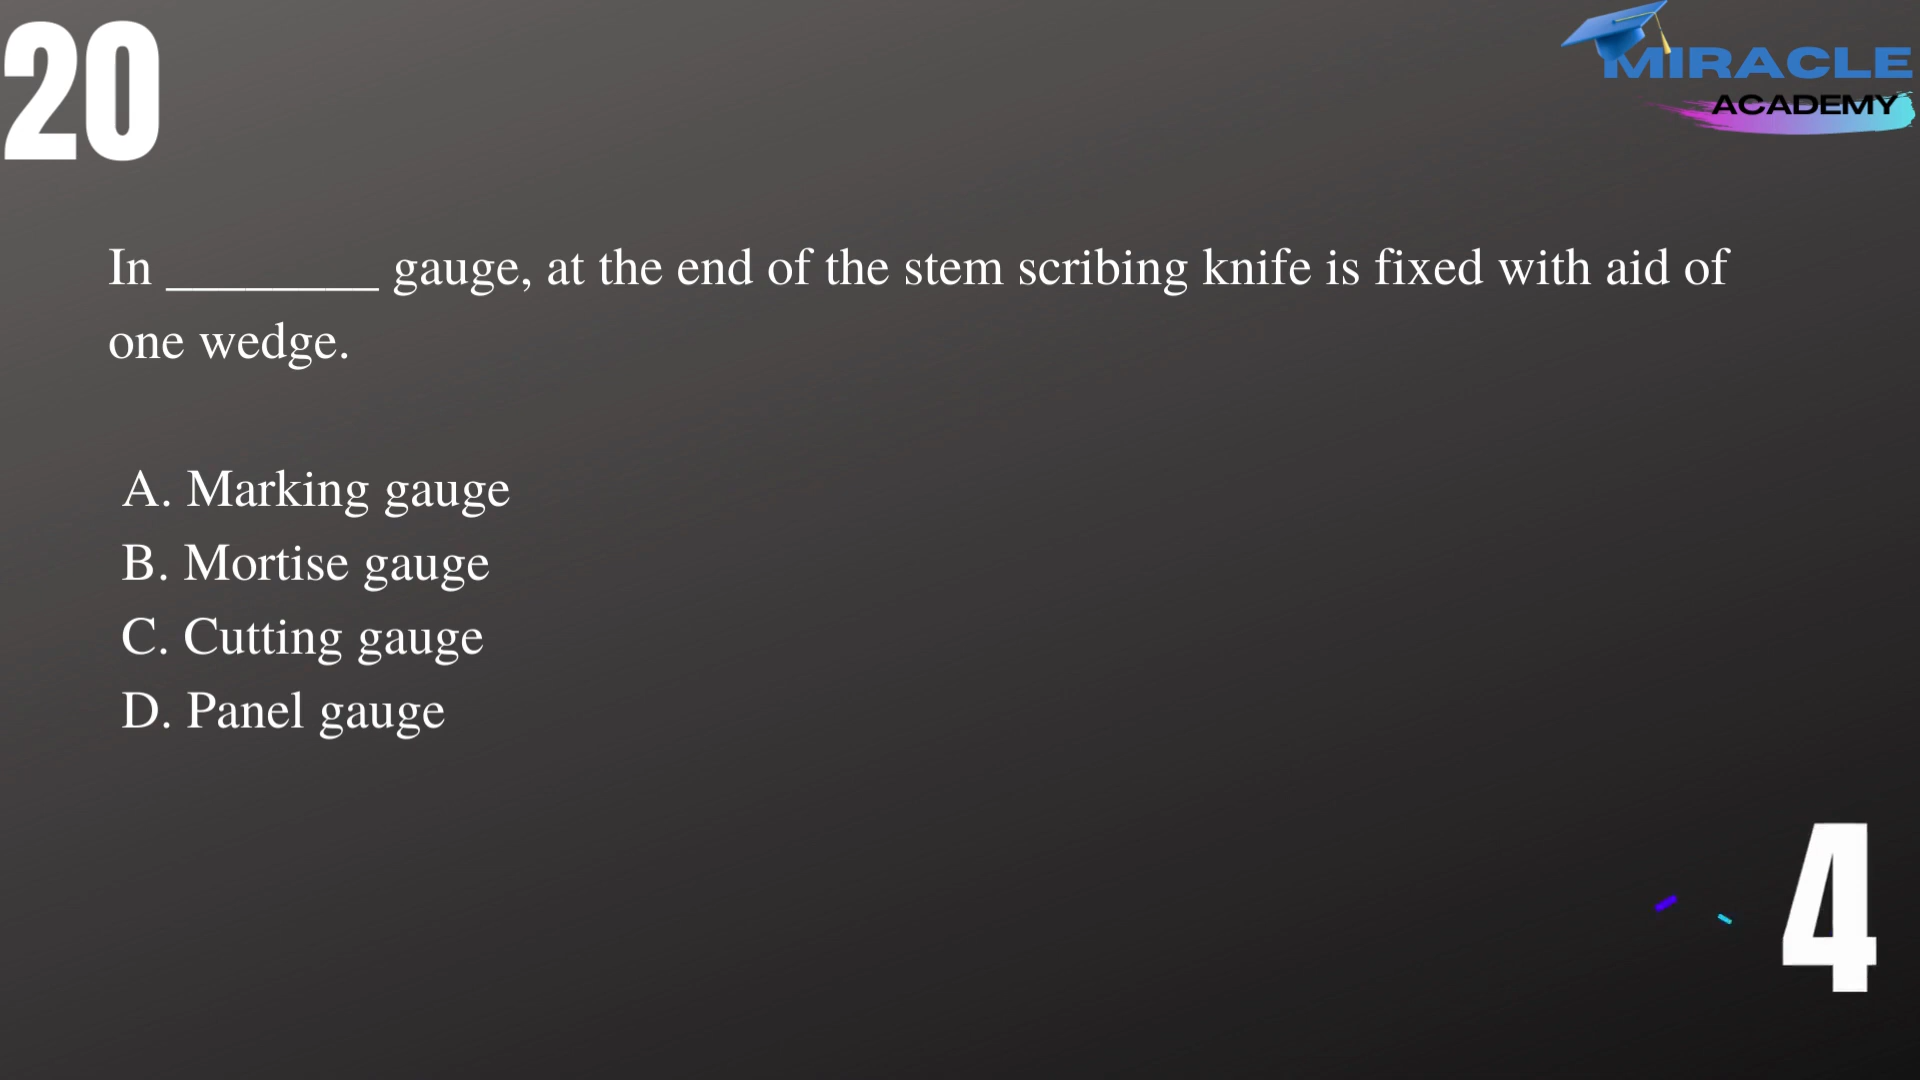 20
MIRACLE
ACADEMY
In ________ gauge, at the end of the stem scribing knife is fixed with aid of
one wedge.
A. Marking gauge
B. Mortise gauge
C. Cutting gauge
D. Panel gauge
4